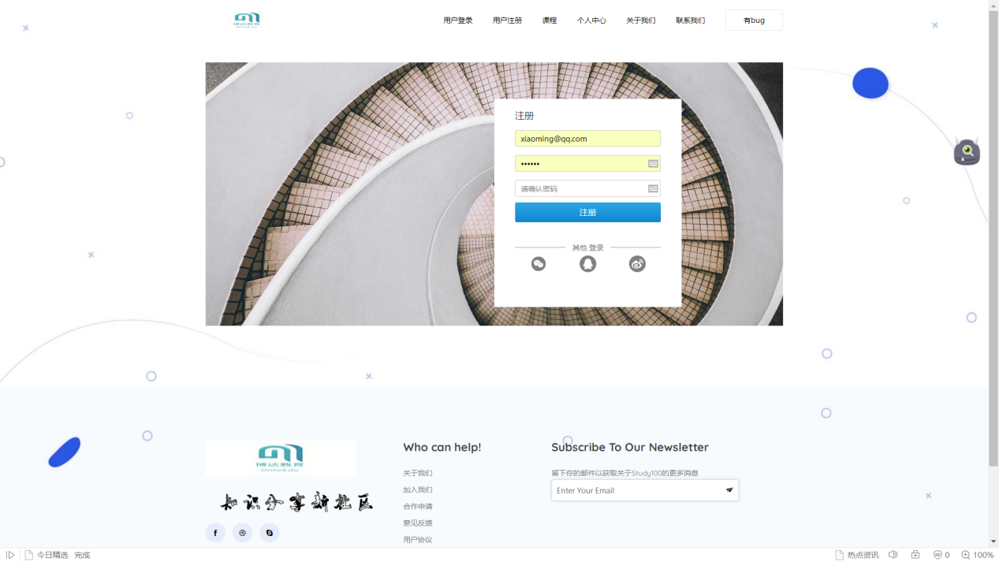 博达教育
用户登录 用户注册 课程 个人中心 关于我们 联系我们 有bug
注册
xiaoming@qq.com
••••••
请确认密码
注册
其他 登录
博达教育
OnlieEdu
知识分享新社区
Who can help!
关于我们
加入我们
合作申请
意见反馈
用户协议
Subscribe To Our Newsletter
留下你的邮件以获取关于Study100的更多消息
Enter Your Email
今日精选 完成
热点资讯 0 100%